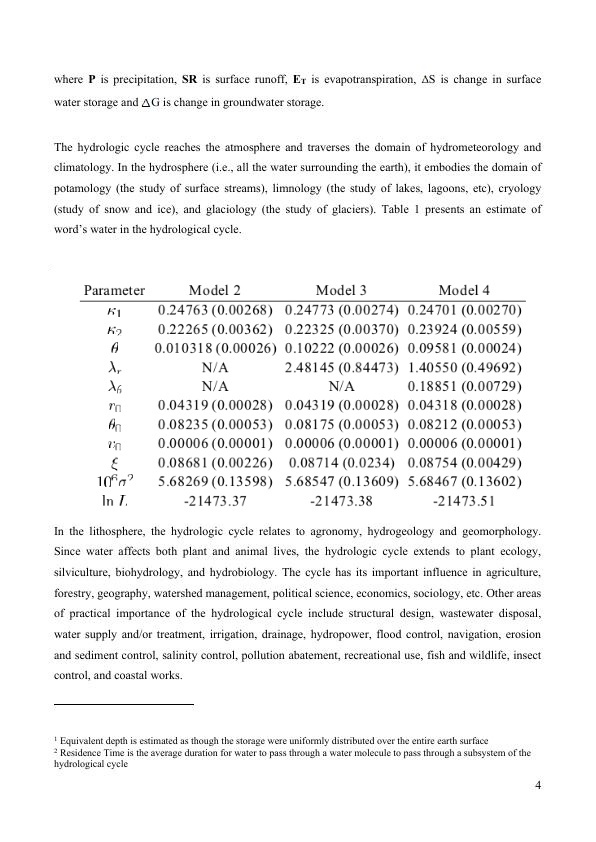 where P is precipitation, SR is surface runoff, ET is evapotranspiration, ΔS is change in surface
water storage and ΔG is change in groundwater storage.
The hydrologic cycle reaches the atmosphere and traverses the domain of hydrometeorology and
climatology. In the hydrosphere (i.e., all the water surrounding the earth), it embodies the domain of
potamology (the study of surface streams), limnology (the study of lakes, lagoons, etc), cryology
(study of snow and ice), and glaciology (the study of glaciers). Table 1 presents an estimate of
word’s water in the hydrological cycle.
Parameter Model 2 Model 3 Model 4
κ1 0.24763 (0.00268) 0.24773 (0.00274) 0.24701 (0.00270)
κ2 0.22265 (0.00362) 0.22325 (0.00370) 0.23924 (0.00559)
θ 0.010318 (0.00026) 0.10222 (0.00026) 0.09581 (0.00024)
λr N/A 2.48145 (0.84473) 1.40550 (0.49692)
λθ N/A N/A 0.18851 (0.00729)
r 0.04319 (0.00028) 0.04319 (0.00028) 0.04318 (0.00028)
θ 0.08235 (0.00053) 0.08175 (0.00053) 0.08212 (0.00053)
v 0.00006 (0.00001) 0.00006 (0.00001) 0.00006 (0.00001)
ξ 0.08681 (0.00226) 0.08714 (0.0234) 0.08754 (0.00429)
10⁶σ² 5.68269 (0.13598) 5.68547 (0.13609) 5.68467 (0.13602)
ln L -21473.37 -21473.38 -21473.51
In the lithosphere, the hydrologic cycle relates to agronomy, hydrogeology and geomorphology.
Since water affects both plant and animal lives, the hydrologic cycle extends to plant ecology,
silviculture, biohydrology, and hydrobiology. The cycle has its important influence in agriculture,
forestry, geography, watershed management, political science, economics, sociology, etc. Other areas
of practical importance of the hydrological cycle include structural design, wastewater disposal,
water supply and/or treatment, irrigation, drainage, hydropower, flood control, navigation, erosion
and sediment control, salinity control, pollution abatement, recreational use, fish and wildlife, insect
control, and coastal works.
1 Equivalent depth is estimated as though the storage were uniformly distributed over the entire earth surface
2 Residence Time is the average duration for water to pass through a water molecule to pass through a subsystem of the
hydrological cycle
4